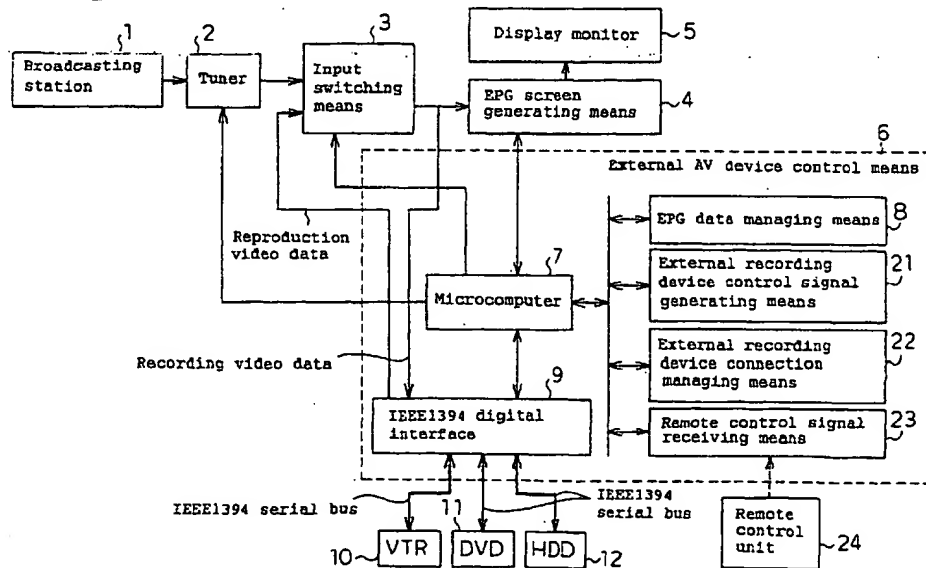 1
Broadcasting
station
2
Tuner
3
Input
switching
means
Display monitor
5
EPG screen
generating means
4
6
External AV device control means
Reproduction
video data
EPG data managing means
8
External recording
device control signal
generating means
21
7
Microcomputer
External recording
device connection
managing means
22
Recording video data
9
IEEE1394 digital
interface
Remote control signal
receiving means
23
IEEE1394 serial bus
IEEE1394
serial bus
10
VTR
11
DVD
HDD
12
Remote
control
unit
24